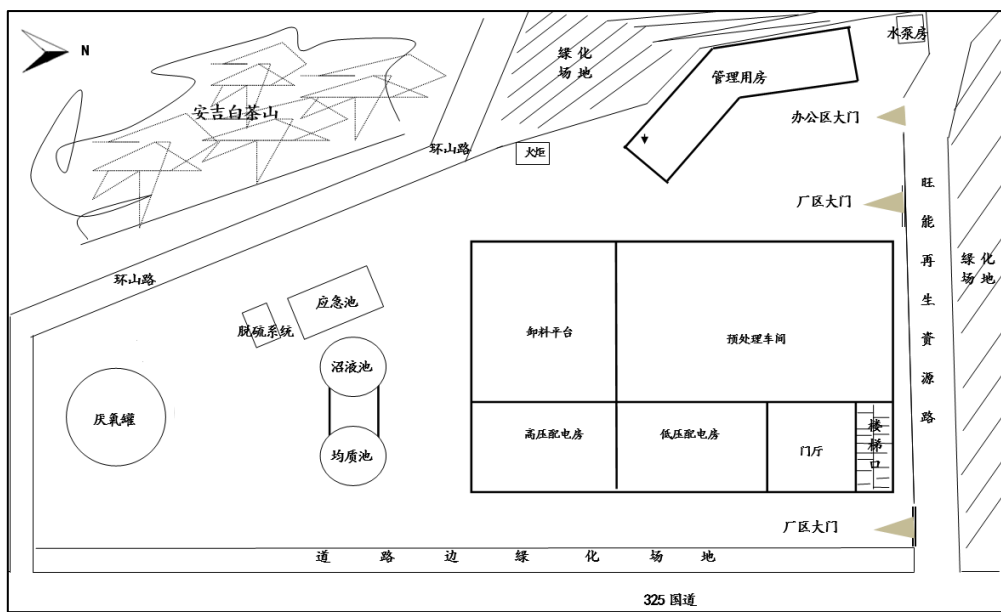 N
安吉白茶山
绿化
场地
管理用房
水泵房
办公区大门
环山路
火炬
厂区大门
旺能再生资源路
绿化
场地
环山路
应急池
脱硫系统
卸料平台
预处理车间
沼液池
厌氧罐
均质池
高压配电房
低压配电房
门厅
楼梯口
厂区大门
道路边绿化场地
325国道